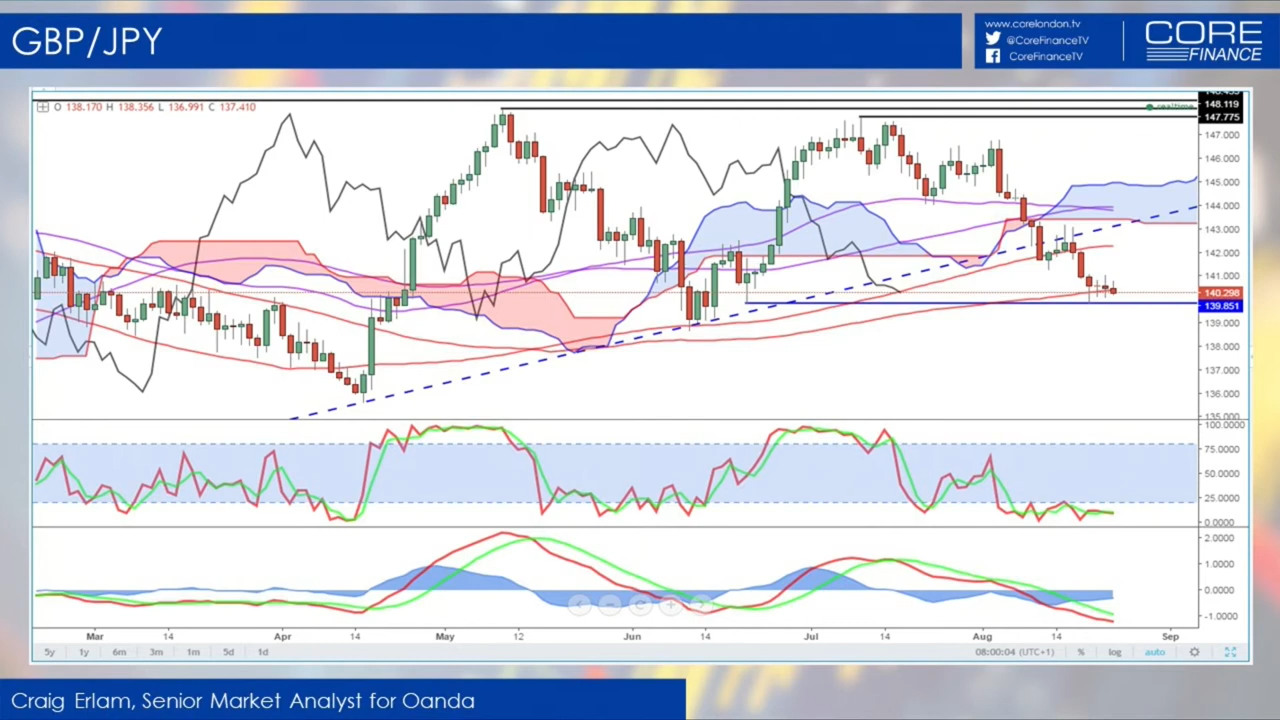 GBP/JPY
www.corelondon.tv
@CoreFinanceTV
CoreFinanceTV
CORE
FINANCE
O 138.170 H 138.356 L 136.991 C 137.410
realtime
148.119
147.775
147.000
146.000
145.000
144.000
143.000
142.000
141.000
140.298
139.851
139.000
138.000
137.000
136.000
135.000
100.0000
75.0000
50.0000
25.0000
0.0000
2.0000
1.0000
0.0000
-1.0000
Mar 14 Apr 14 May 12 Jun 14 Jul 14 Aug 14 Sep
5y 1y 6m 3m 1m 5d 1d 08:00:04 (UTC+1) % log auto
Craig Erlam, Senior Market Analyst for Oanda